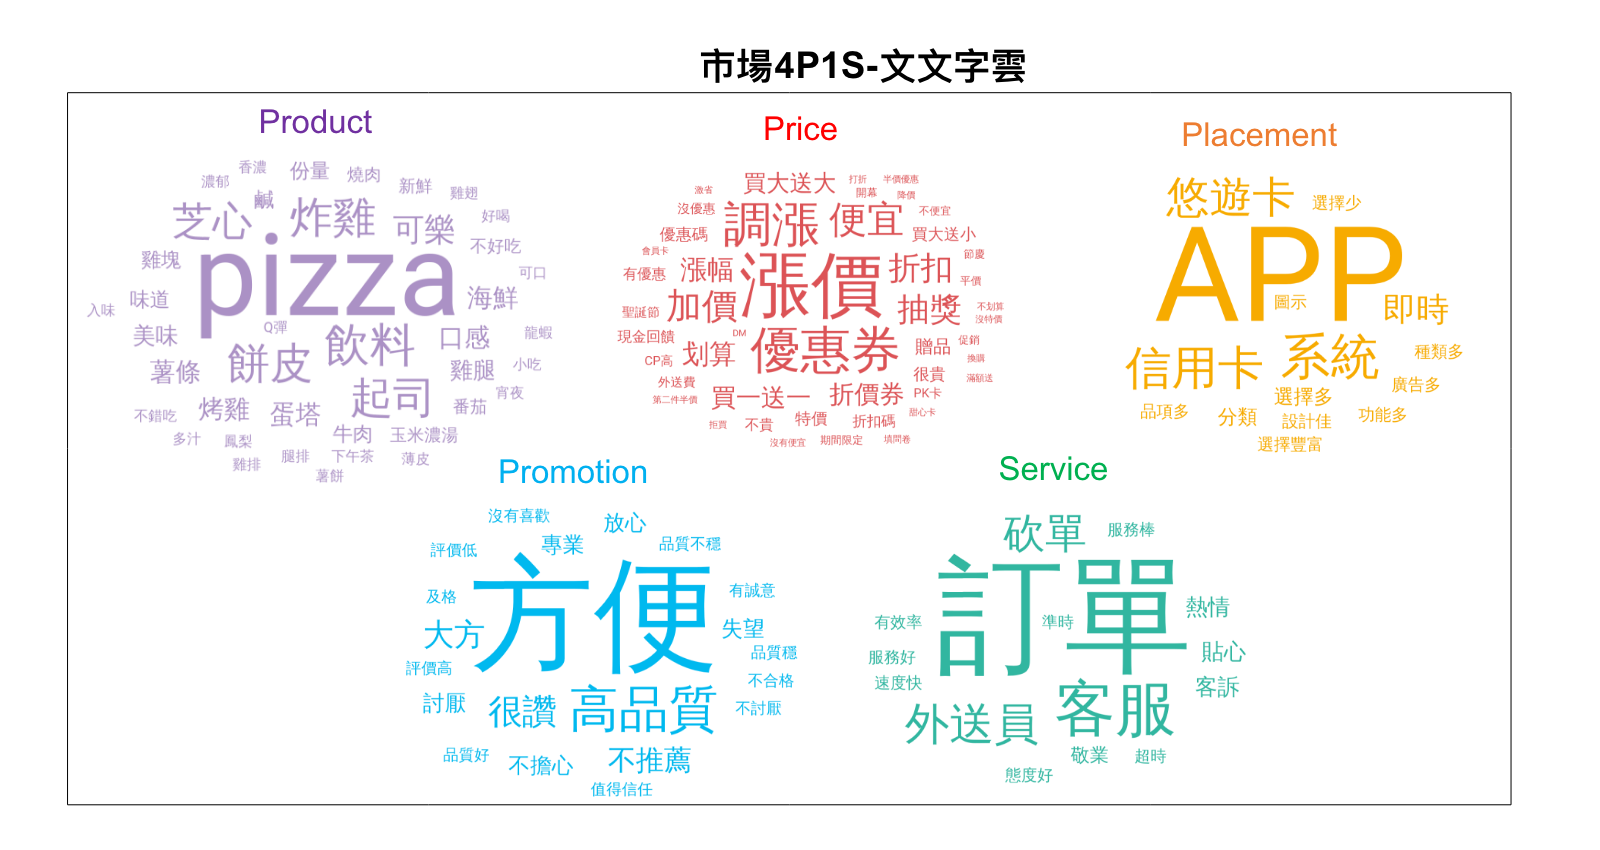 市場4P1S-文文字雲
Product
香濃 份量 燒肉
濃郁 鹹 新鮮 雞翅
芝心 炸雞 可樂 好喝
不好吃
雞塊 pizza 可口
入味 味道 海鮮
美味 Q彈 飲料 口感 龍蝦
薯條 餅皮 雞腿 小吃
烤雞 蛋塔 起司 番茄 宵夜
不錯吃 牛肉 玉米濃湯
多汁 鳳梨 腿排 下午茶 薄皮
雞排 薯餅
Price
激省 買大送大 打折 半價優惠
開幕 降價
沒優惠 調漲 便宜 不便宜
優惠碼 買大送小
會員卡 節慶
有優惠 漲幅 漲價 折扣 平價
聖誕節 加價 抽獎 不划算
沒特價
現金回饋 DM 優惠券 贈品 促銷
CP高 划算 換購
外送費 很貴 滿額送
第二件半價 買一送一 折價券 PK卡
拒買 不貴 特價 折扣碼 甜心卡
沒有便宜 期間限定 填問卷
Placement
悠遊卡 選擇少
APP
圖示 即時
信用卡 系統 種類多
選擇多 廣告多
品項多 分類 設計佳 功能多
選擇豐富
Promotion
沒有喜歡 放心
評價低 專業 品質不穩
方便
及格 有誠意
大方 失望
評價高 品質穩
討厭 很讚 高品質 不合格
不討厭
品質好 不擔心 不推薦
值得信任
Service
砍單 服務棒
訂單
有效率 準時 熱情
服務好 貼心
速度快 客服 客訴
外送員
敬業 超時
態度好